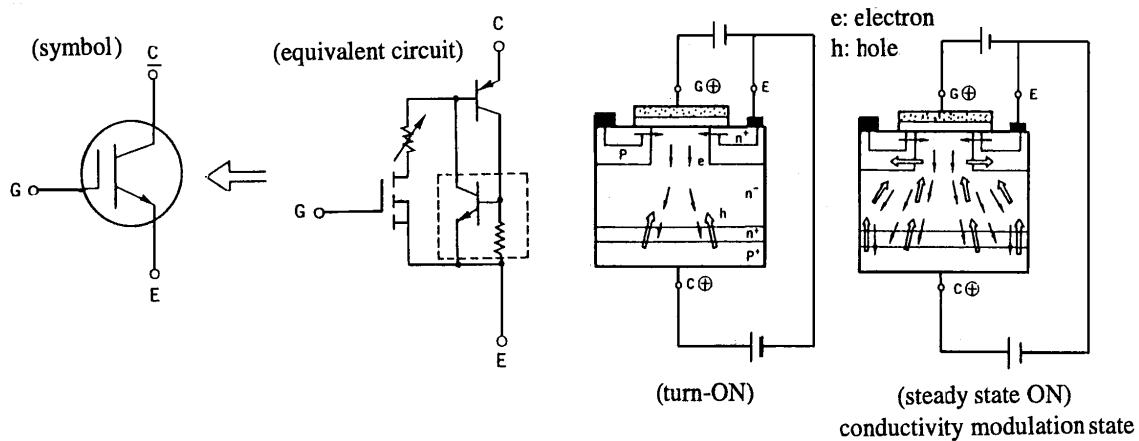 (symbol)
C
G
E
(equivalent circuit)
C
G
E
G⊕
E
P
n⁺
e
n⁻
h
n⁺
P⁺
C⊕
(turn-ON)
e: electron
h: hole
G⊕
E
C⊕
(steady state ON)
conductivity modulation state